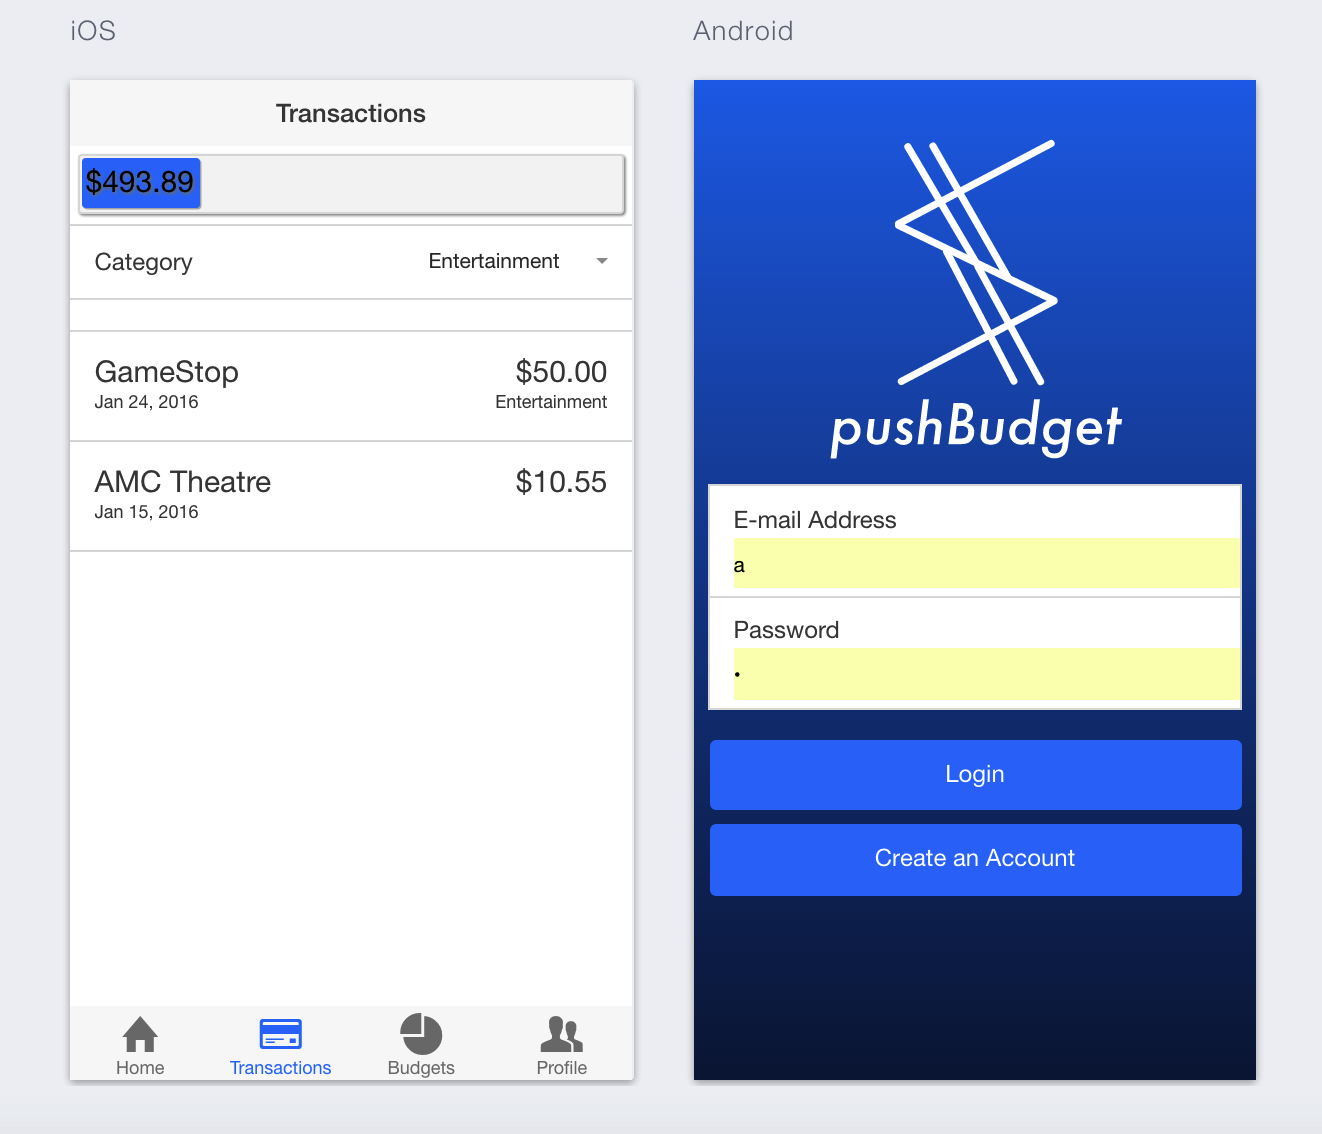 iOS
Transactions
$493.89
Category Entertainment
GameStop $50.00
Jan 24, 2016 Entertainment
AMC Theatre $10.55
Jan 15, 2016
Home Transactions Budgets Profile
Android
pushBudget
E-mail Address
a
Password
•
Login
Create an Account